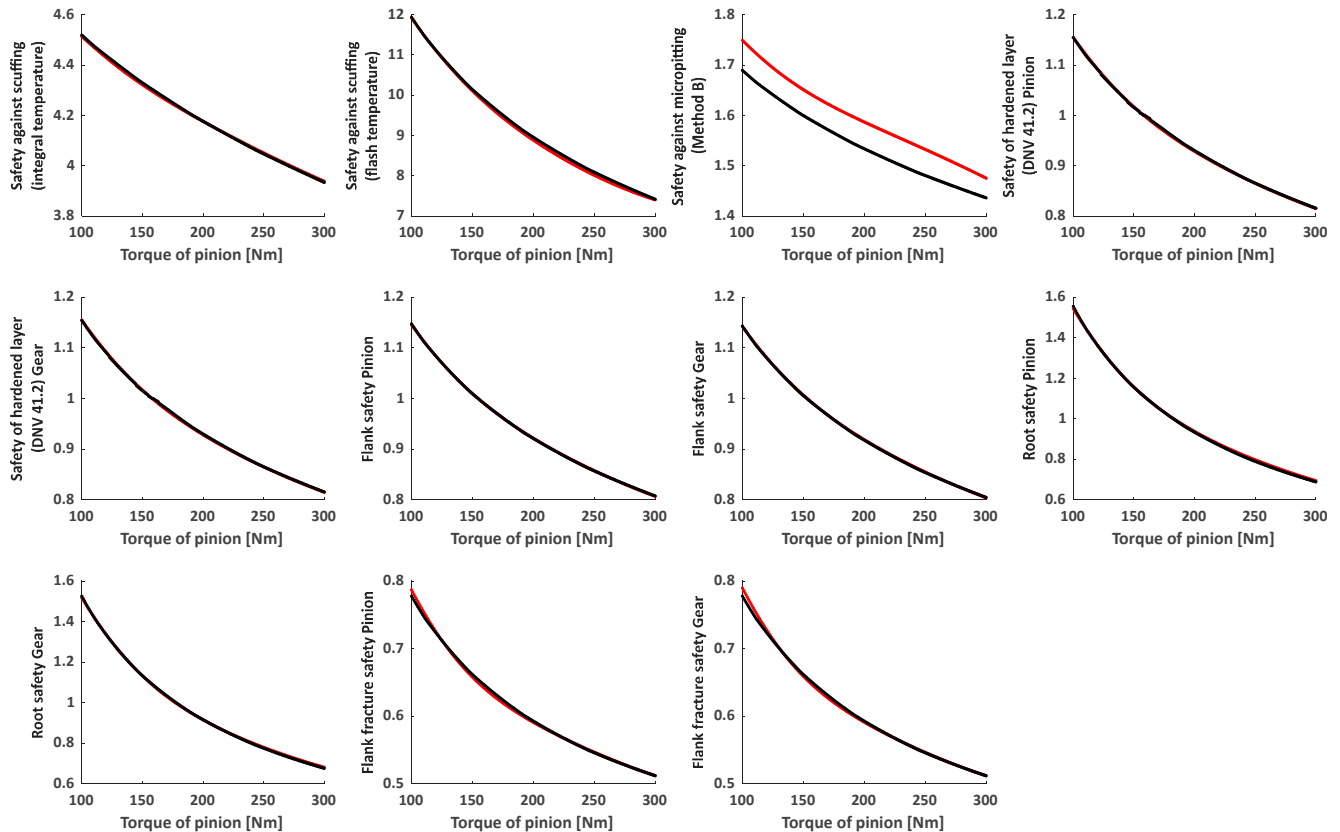 Safety against scuffing
(integral temperature)
4.6
4.4
4.2
4
3.8
100 150 200 250 300
Torque of pinion [Nm]
Safety against scuffing
(flash temperature)
12
11
10
9
8
7
100 150 200 250 300
Torque of pinion [Nm]
Safety against micropitting
(Method B)
1.8
1.7
1.6
1.5
1.4
100 150 200 250 300
Torque of pinion [Nm]
Safety of hardened layer
(DNV 41.2) Pinion
1.2
1.1
1
0.9
0.8
100 150 200 250 300
Torque of pinion [Nm]
Safety of hardened layer
(DNV 41.2) Gear
1.2
1.1
1
0.9
0.8
100 150 200 250 300
Torque of pinion [Nm]
Flank safety Pinion
1.2
1.1
1
0.9
0.8
100 150 200 250 300
Torque of pinion [Nm]
Flank safety Gear
1.2
1.1
1
0.9
0.8
100 150 200 250 300
Torque of pinion [Nm]
Root safety Pinion
1.6
1.4
1.2
1
0.8
0.6
100 150 200 250 300
Torque of pinion [Nm]
Root safety Gear
1.6
1.4
1.2
1
0.8
0.6
100 150 200 250 300
Torque of pinion [Nm]
Flank fracture safety Pinion
0.8
0.7
0.6
0.5
100 150 200 250 300
Torque of pinion [Nm]
Flank fracture safety Gear
0.8
0.7
0.6
0.5
100 150 200 250 300
Torque of pinion [Nm]